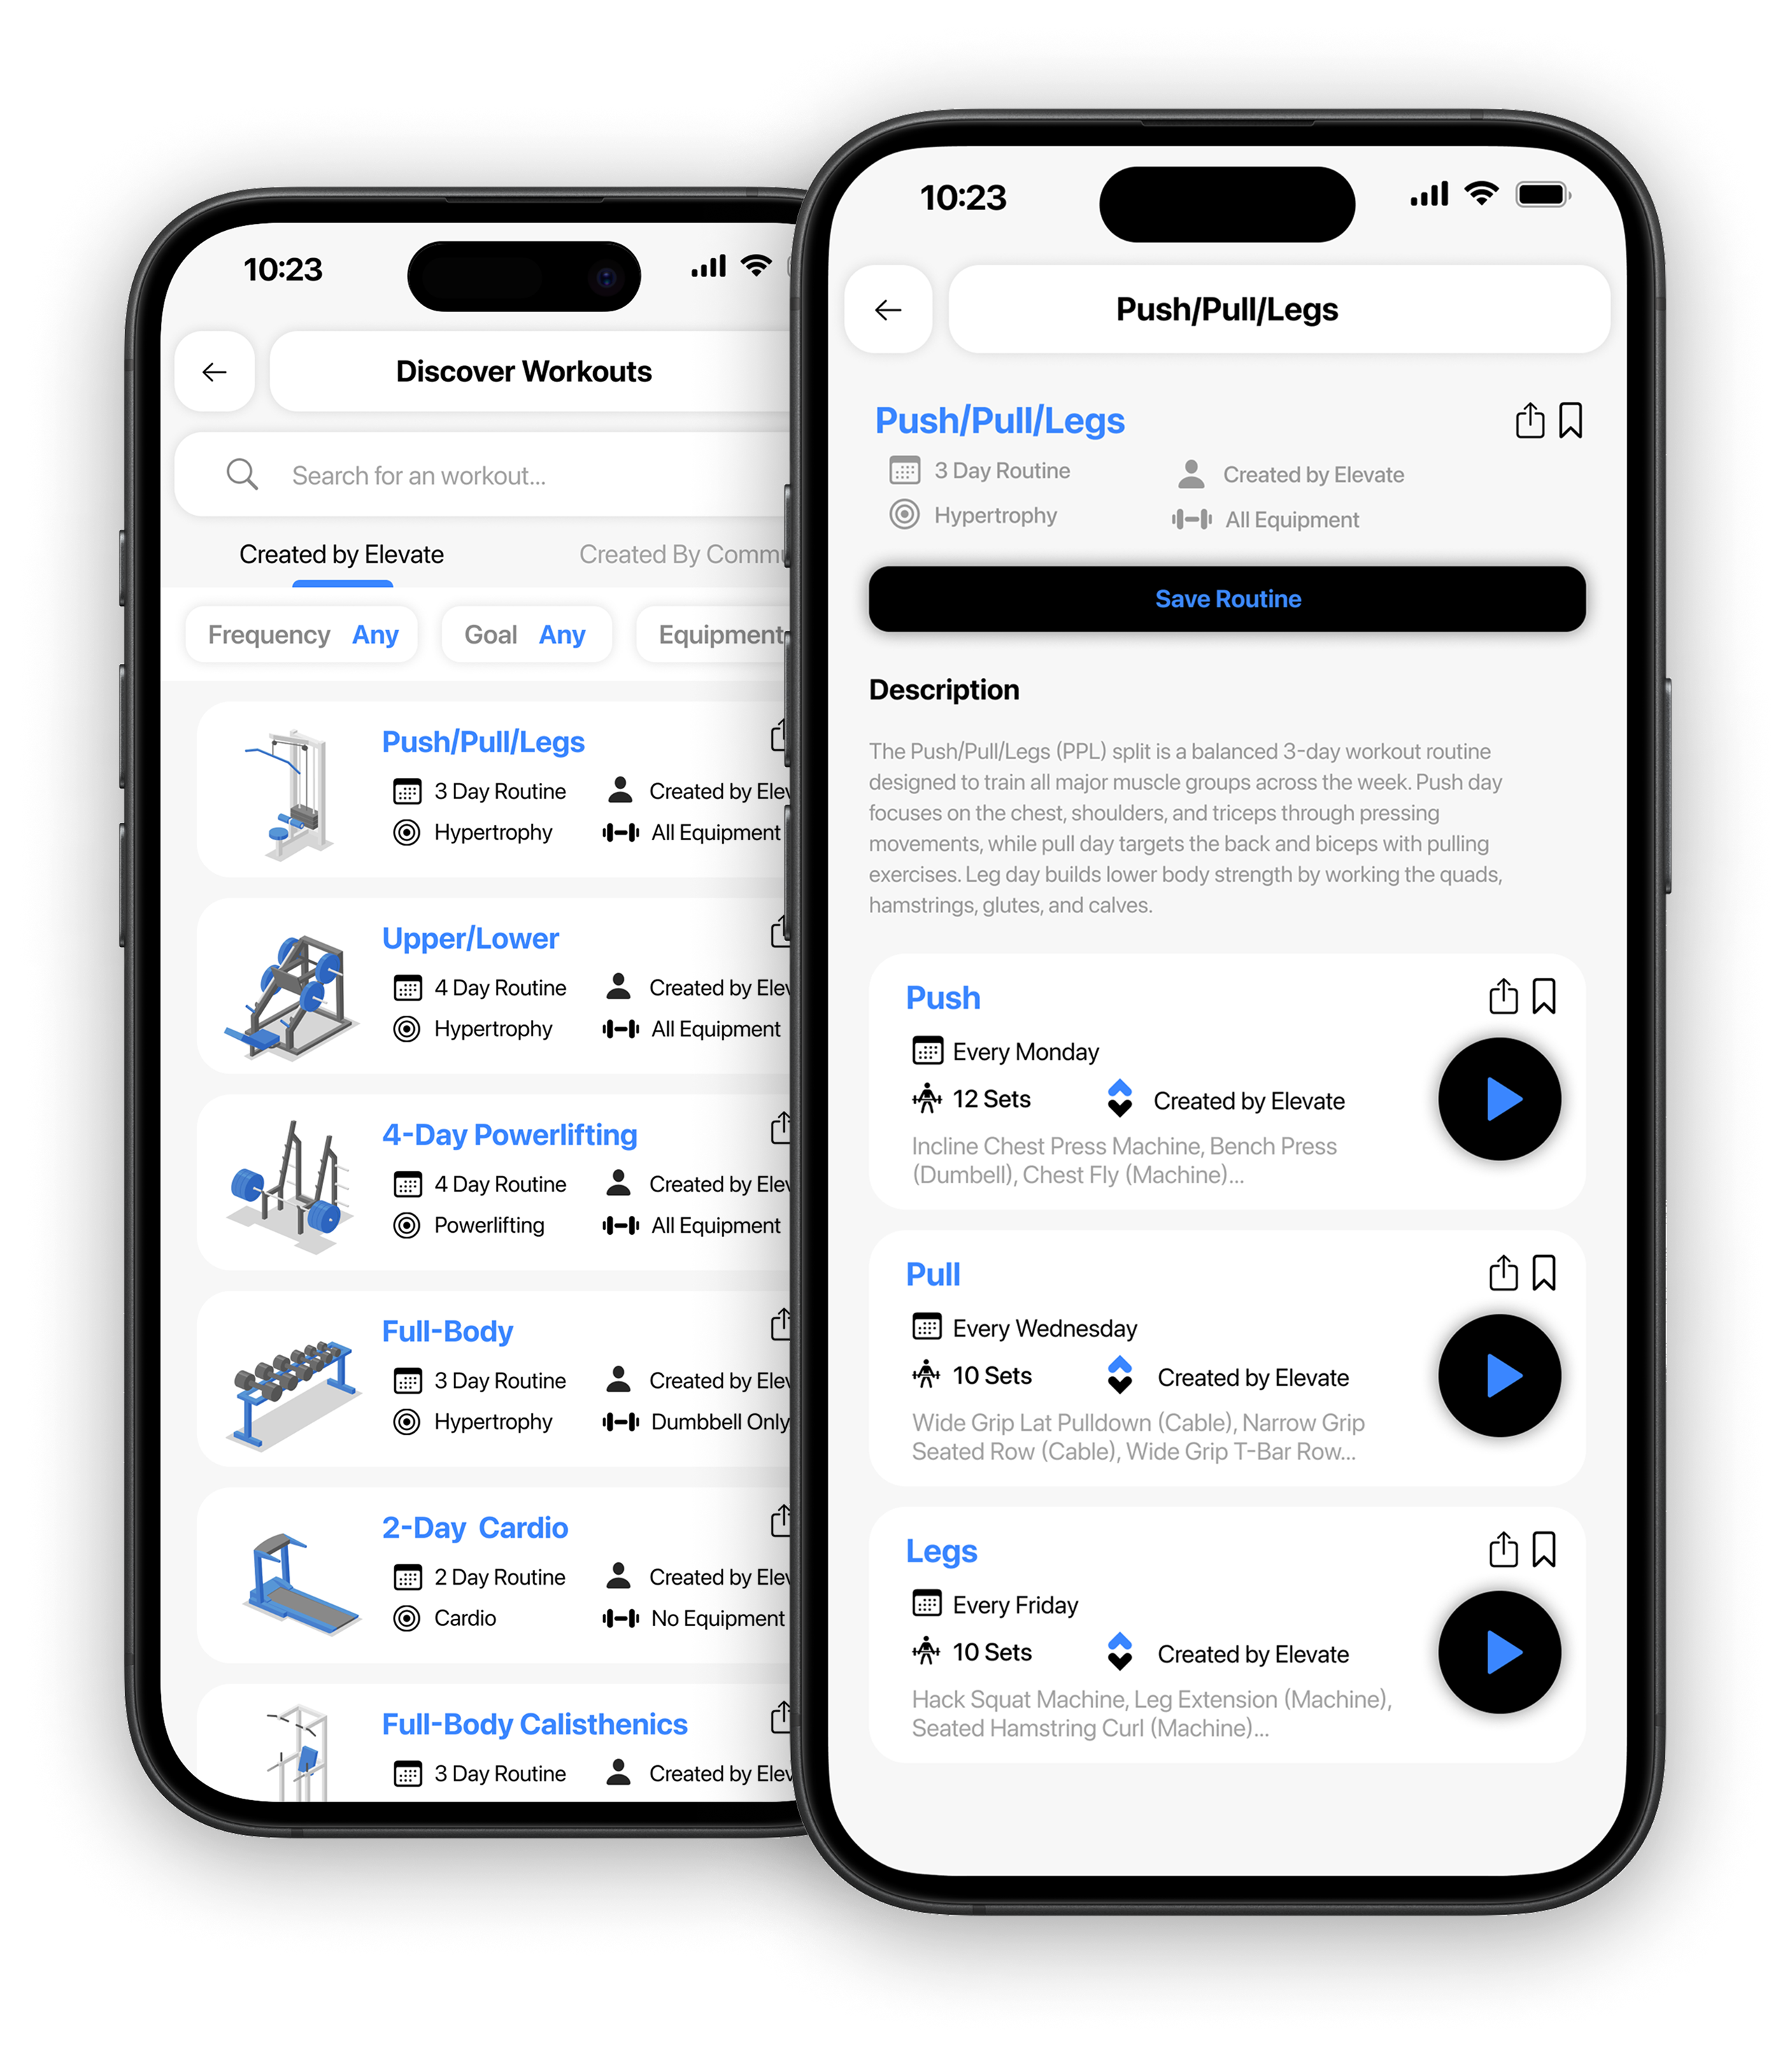 10:23
Discover Workouts
Search for an workout...
Created by Elevate
Created By Commu
Frequency Any
Goal Any
Equipment
Push/Pull/Legs
3 Day Routine
Created by Elev
Hypertrophy
All Equipment
Upper/Lower
4 Day Routine
Created by Elev
Hypertrophy
All Equipment
4-Day Powerlifting
4 Day Routine
Created by Elev
Powerlifting
All Equipment
Full-Body
3 Day Routine
Created by Elev
Hypertrophy
Dumbbell Only
2-Day  Cardio
2 Day Routine
Created by Elev
Cardio
No Equipment
Full-Body Calisthenics
3 Day Routine
Created by Elev
10:23
Push/Pull/Legs
Push/Pull/Legs
3 Day Routine
Created by Elevate
Hypertrophy
All Equipment
Save Routine
Description
The Push/Pull/Legs (PPL) split is a balanced 3-day workout routine
designed to train all major muscle groups across the week. Push day
focuses on the chest, shoulders, and triceps through pressing
movements, while pull day targets the back and biceps with pulling
exercises. Leg day builds lower body strength by working the quads,
hamstrings, glutes, and calves.
Push
Every Monday
12 Sets
Created by Elevate
Incline Chest Press Machine, Bench Press
(Dumbell), Chest Fly (Machine)...
Pull
Every Wednesday
10 Sets
Created by Elevate
Wide Grip Lat Pulldown (Cable), Narrow Grip
Seated Row (Cable), Wide Grip T-Bar Row...
Legs
Every Friday
10 Sets
Created by Elevate
Hack Squat Machine, Leg Extension (Machine),
Seated Hamstring Curl (Machine)...